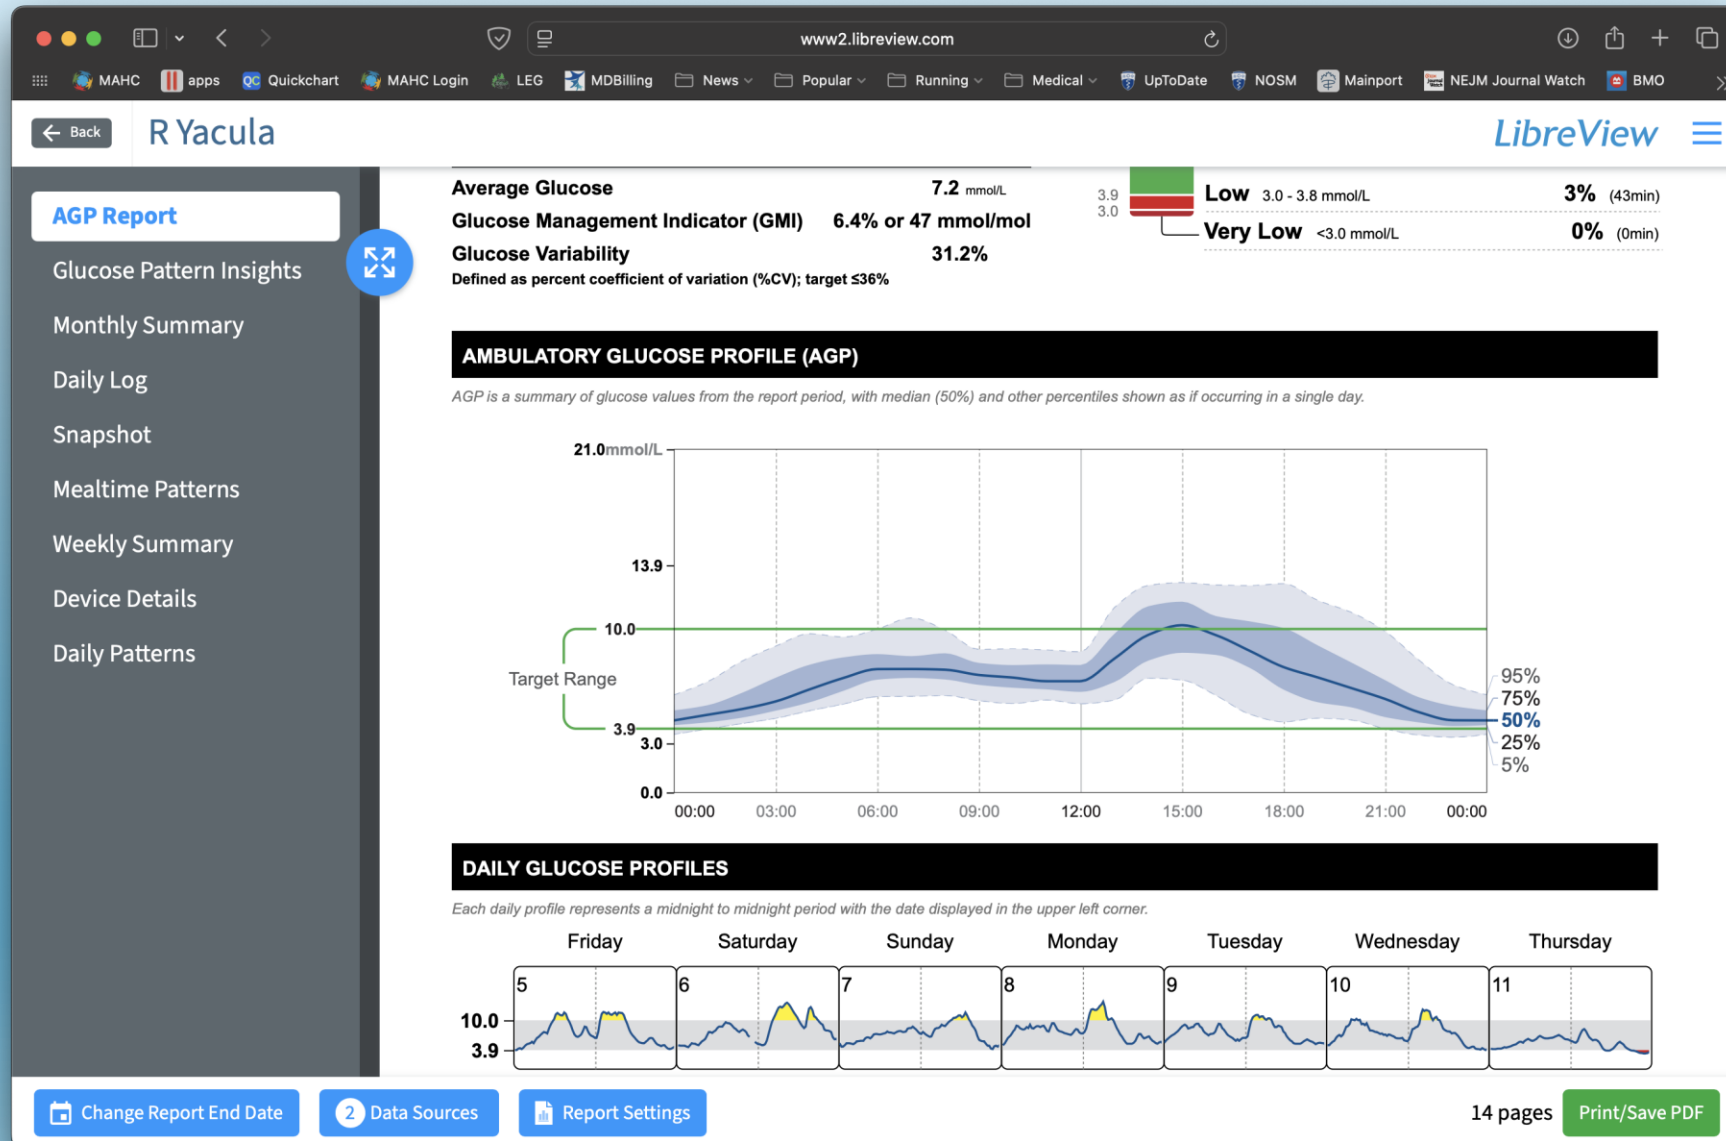 www2.libreview.com
MAHC apps QC Quickchart MAHC Login LEG MDBilling News Popular Running Medical UpToDate NOSM Mainport NEJM Journal Watch BMO
Back R Yacula LibreView
AGP Report
Glucose Pattern Insights
Monthly Summary
Daily Log
Snapshot
Mealtime Patterns
Weekly Summary
Device Details
Daily Patterns
Average Glucose 7.2 mmol/L
Glucose Management Indicator (GMI) 6.4% or 47 mmol/mol
Glucose Variability 31.2%
Defined as percent coefficient of variation (%CV); target ≤36%
3.9
3.0
Low 3.0 - 3.8 mmol/L 3% (43min)
Very Low <3.0 mmol/L 0% (0min)
AMBULATORY GLUCOSE PROFILE (AGP)
AGP is a summary of glucose values from the report period, with median (50%) and other percentiles shown as if occurring in a single day.
21.0mmol/L
13.9
10.0
Target Range
3.9
3.0
0.0
95%
75%
50%
25%
5%
00:00 03:00 06:00 09:00 12:00 15:00 18:00 21:00 00:00
DAILY GLUCOSE PROFILES
Each daily profile represents a midnight to midnight period with the date displayed in the upper left corner.
Friday Saturday Sunday Monday Tuesday Wednesday Thursday
5 6 7 8 9 10 11
10.0
3.9
Change Report End Date 2 Data Sources Report Settings 14 pages Print/Save PDF